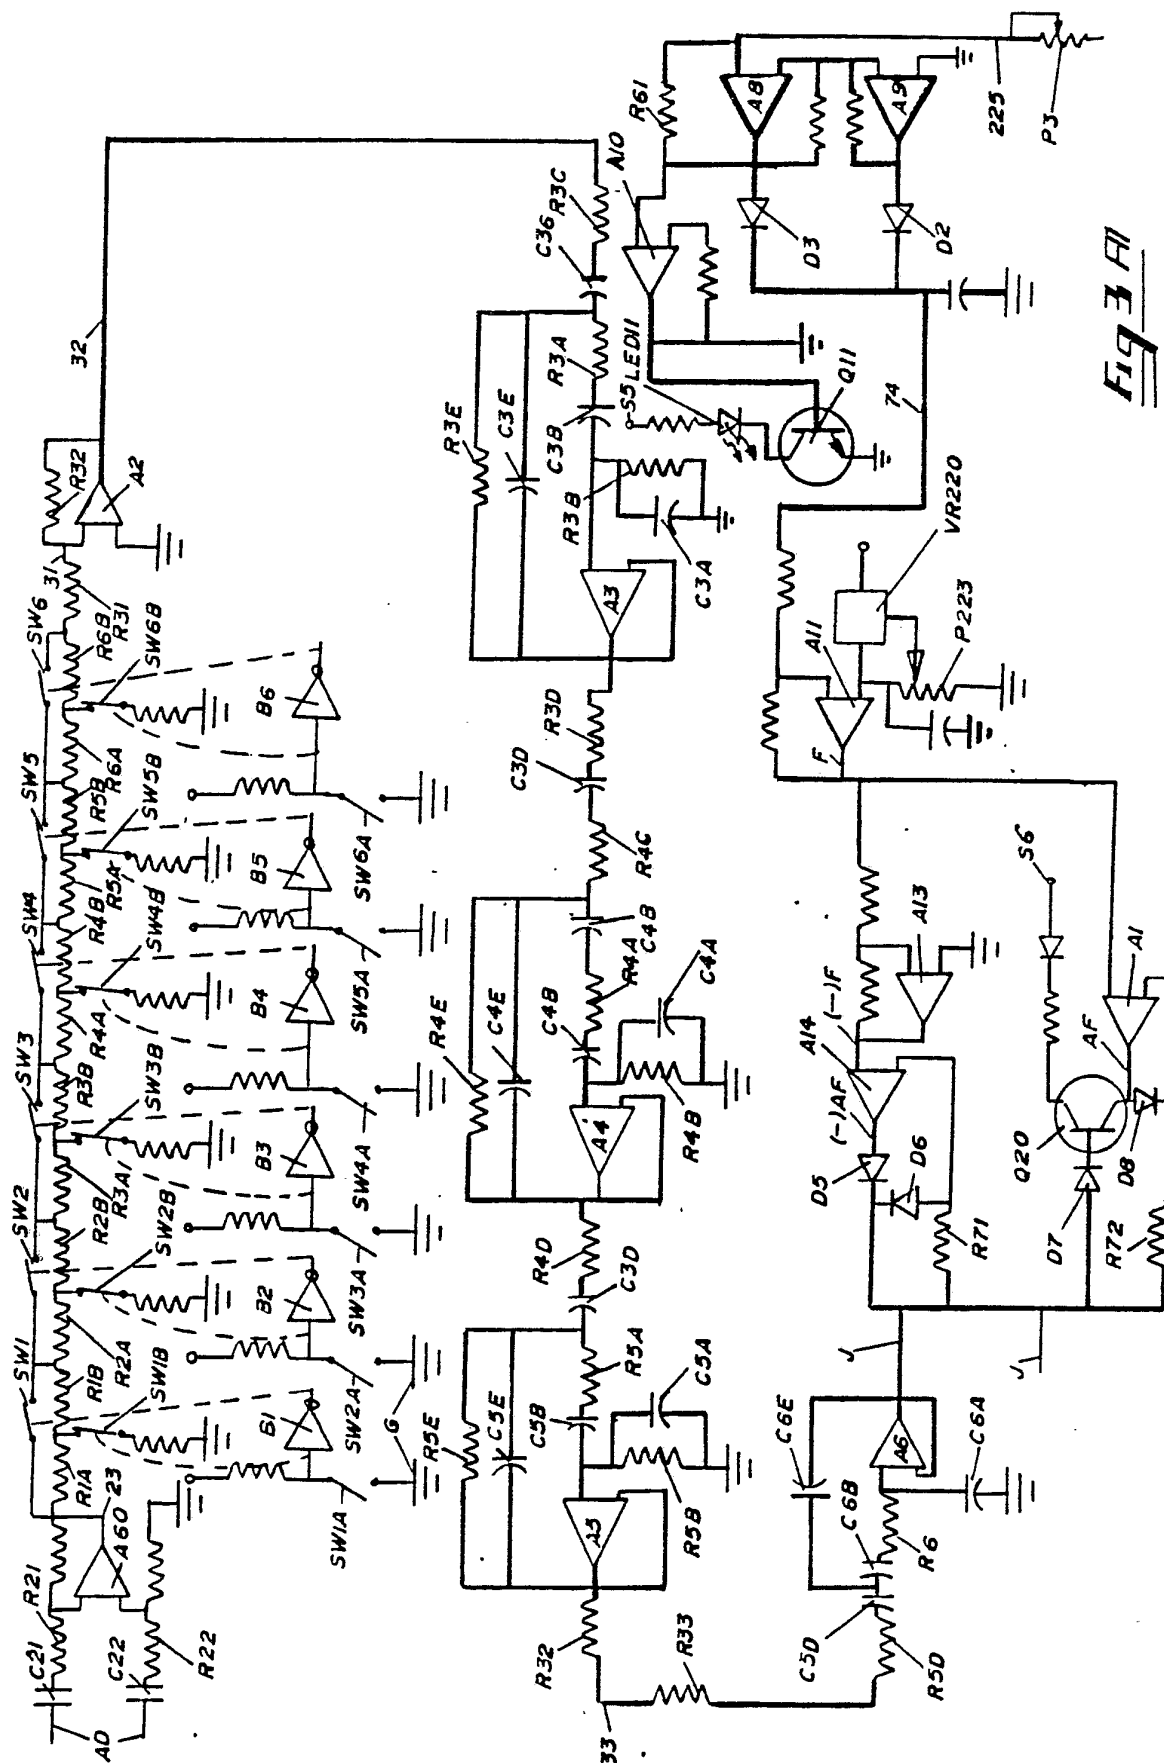 AD
C21
R21
C22
R22
A60
23
R1A
SW1
R1B
SW1B
R2A
SW2
R2B
SW2B
R3A1
SW3
R3B
SW3B
R4A
SW4
R4B
SW4B
R5A
SW5
R5B
SW5B
R6A
SW6
R6B
SW6B
R31
31
R32
A2
32
B1
B2
B3
B4
B5
B6
SW1A
SW2A
SW3A
SW4A
SW5A
SW6A
G
R3C
C36
R3A
C3B
R3E
C3E
R3B
C3A
A3
R3D
C3D
R4C
C4B
R4A
C4B
R4E
C4E
C4A
R4B
A4
R4D
C3D
R5A
C5B
R5E
C5E
C5A
R5B
A5
R32
33
R33
R5D
C5D
C6B
R6
C6E
A6
C6A
J
J
R61
A8
A9
A10
225
P3
D3
D2
S5
LED11
Q11
74
VR220
P223
A11
F
A13
(-)F
A14
(-)AF
D5
D6
R71
S6
A1
AF
Q20
D7
D8
R72
Fig 3 A1